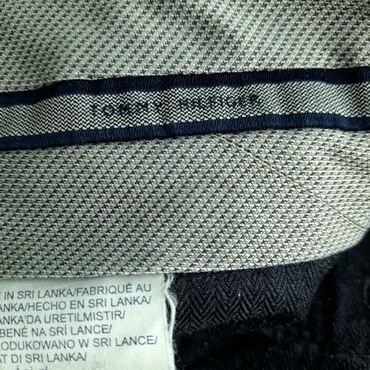 TOMMY HILFIGER
IN SRI LANKA/FABRIQUÉ AU
LANKA/HECHO EN SRI LANKA/
LANKA'DA URETILMISTIR/
BENÉ NA SRÍ LANCE/
ODUKOWANO W SRI LANCE/
DI SRI LANKA/